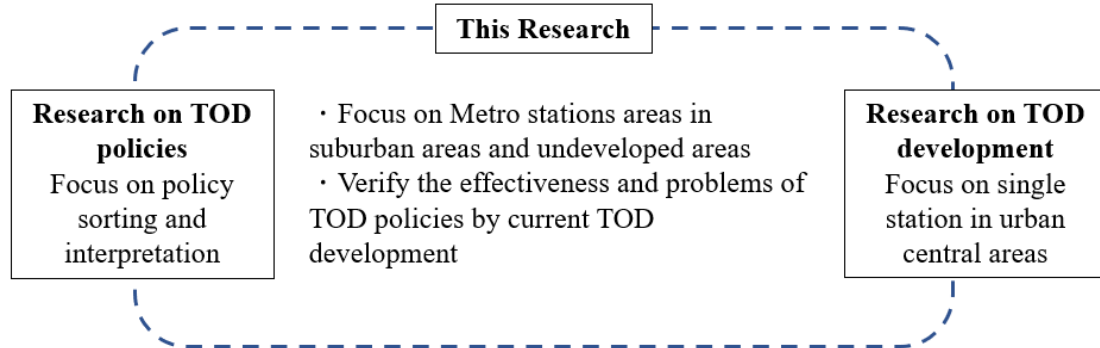 This Research
Research on TOD
policies
Focus on policy
sorting and
interpretation
・Focus on Metro stations areas in
suburban areas and undeveloped areas
・Verify the effectiveness and problems of
TOD policies by current TOD
development
Research on TOD
development
Focus on single
station in urban
central areas